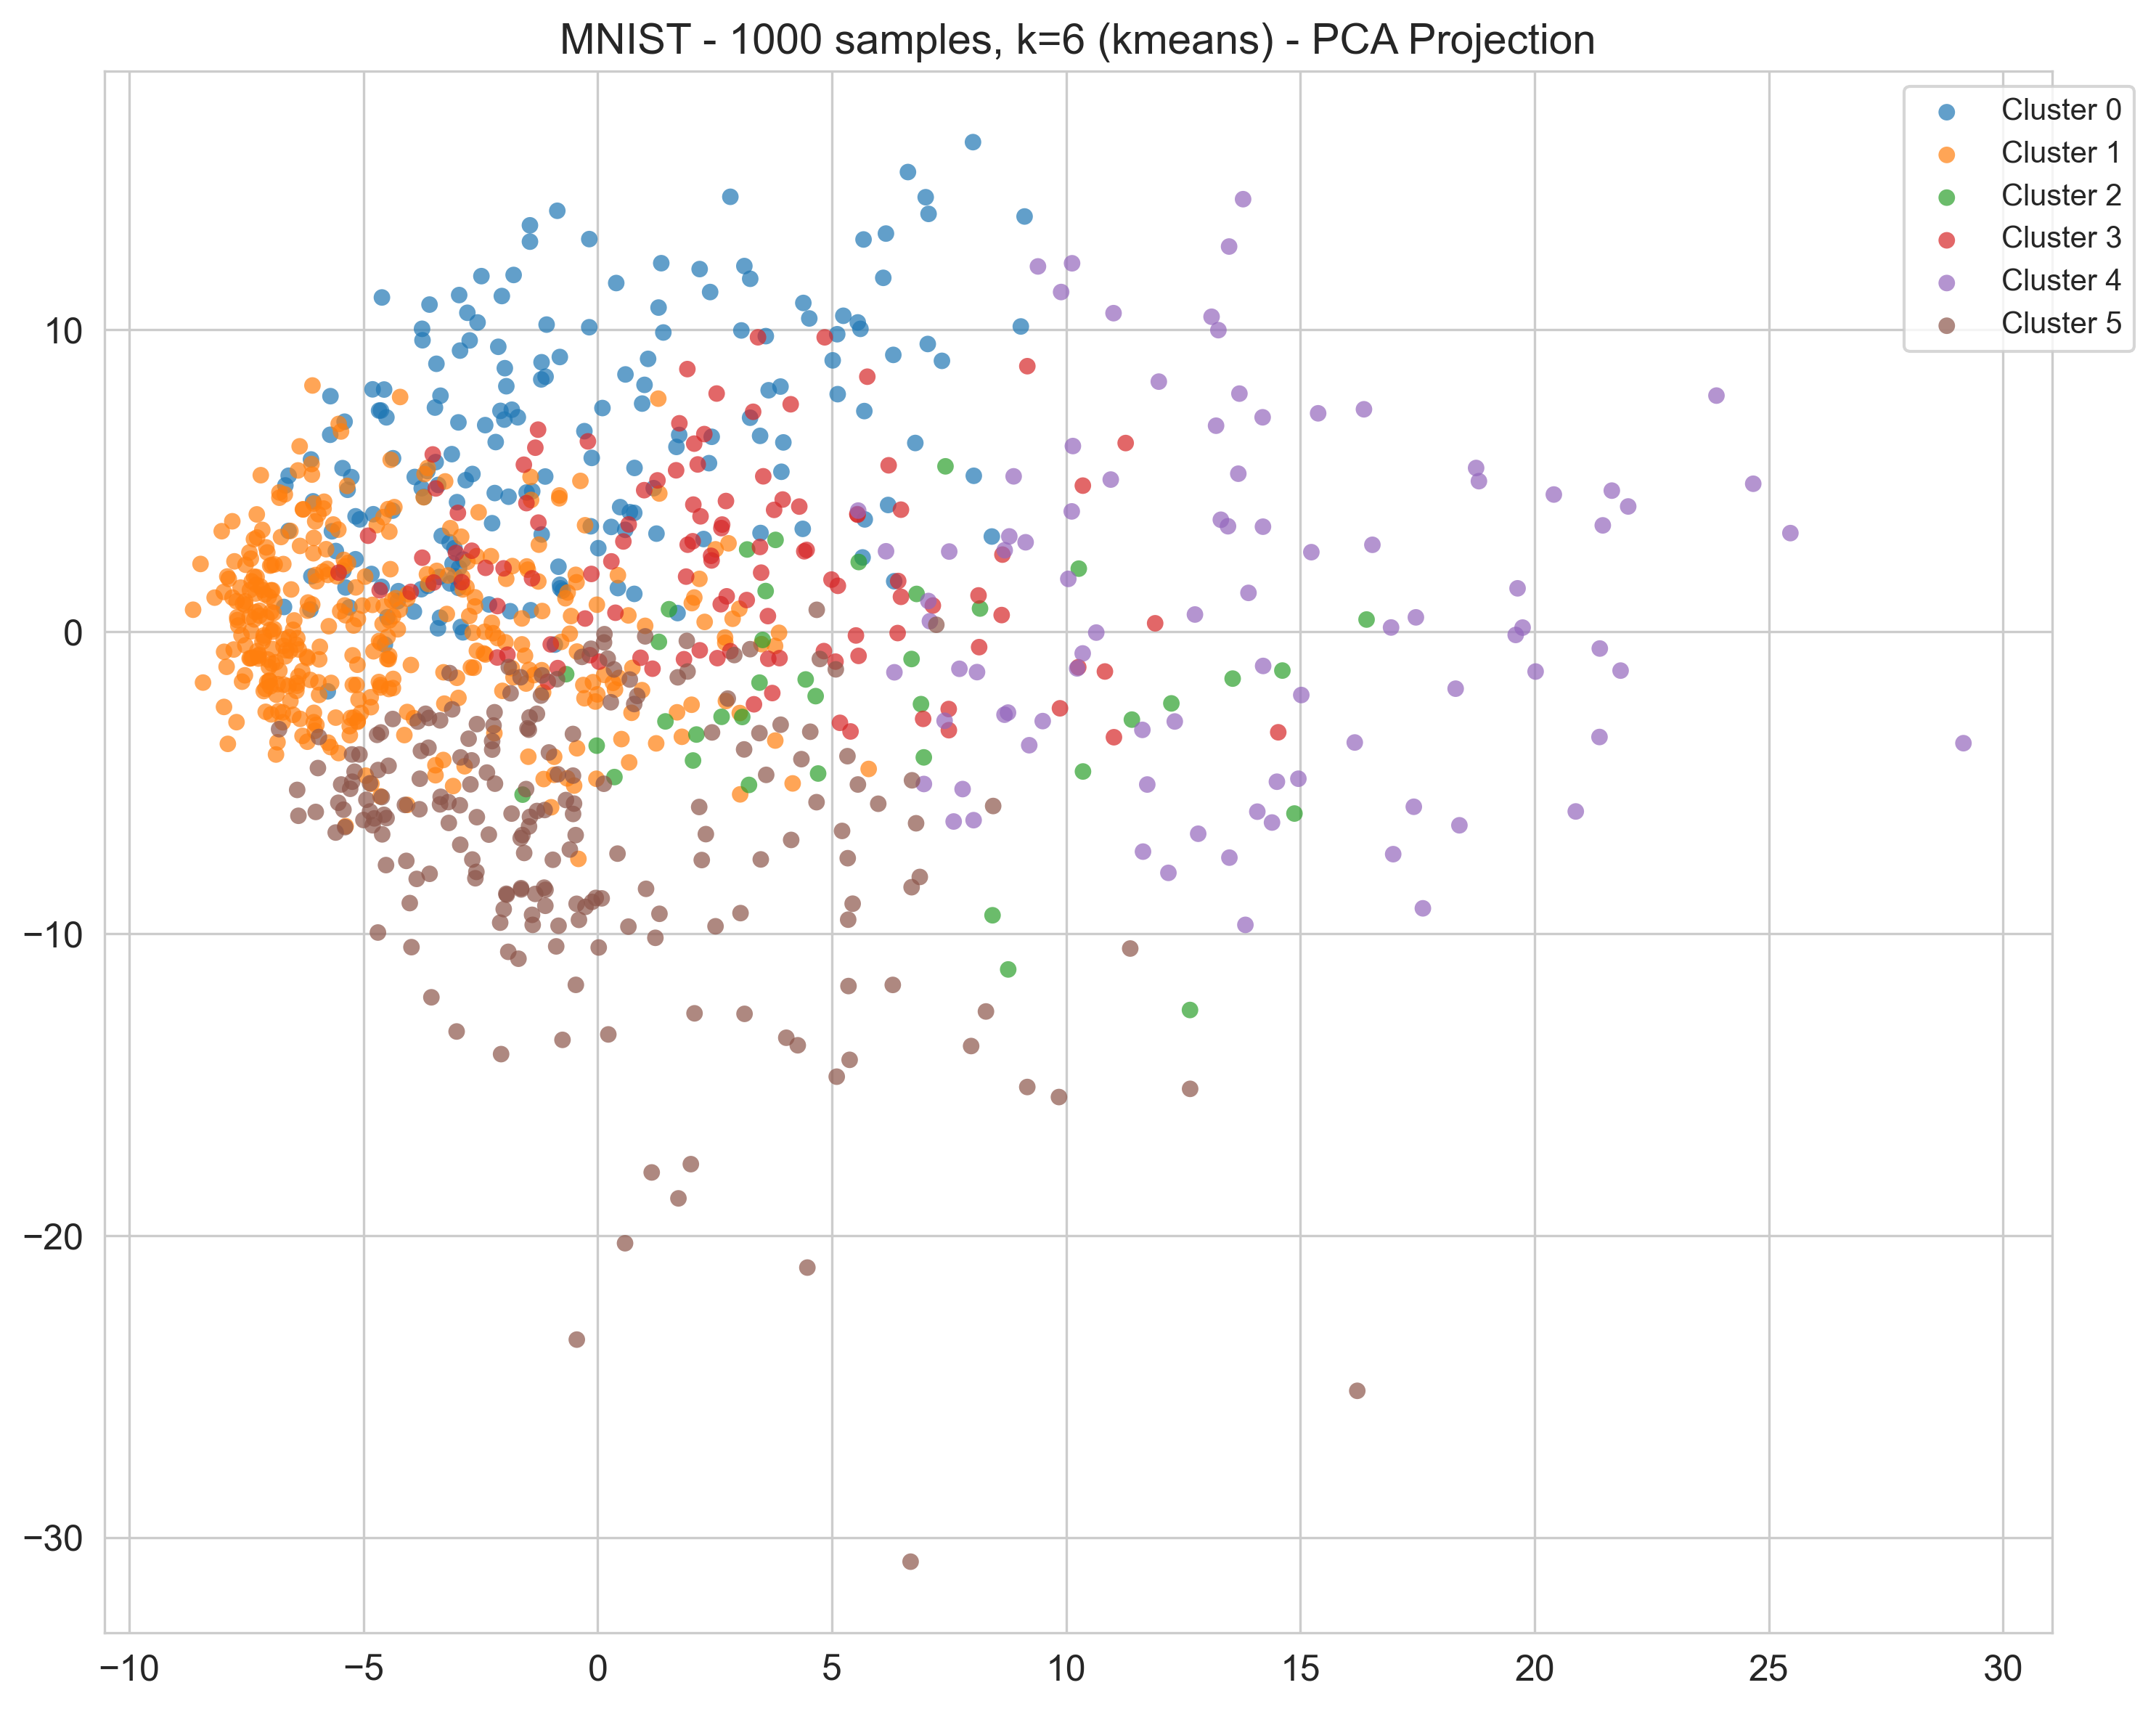 MNIST - 1000 samples, k=6 (kmeans) - PCA Projection
Cluster 0
Cluster 1
Cluster 2
Cluster 3
Cluster 4
Cluster 5
10
0
−10
−20
−30
−10 −5 0 5 10 15 20 25 30